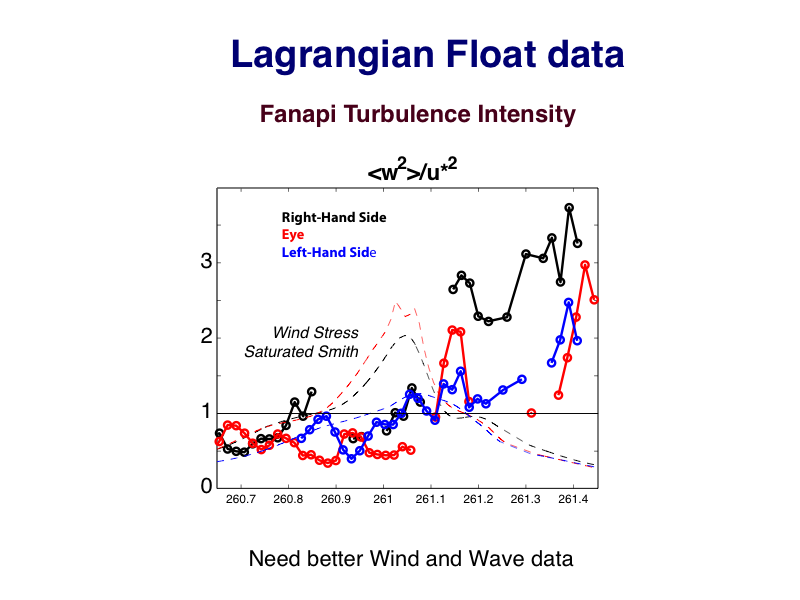 Lagrangian Float data
Fanapi Turbulence Intensity
<w2>/u*2
Right-Hand Side
Eye
Left-Hand Side
Wind Stress
Saturated Smith
3
2
1
0
260.7 260.8 260.9 261 261.1 261.2 261.3 261.4
Need better Wind and Wave data